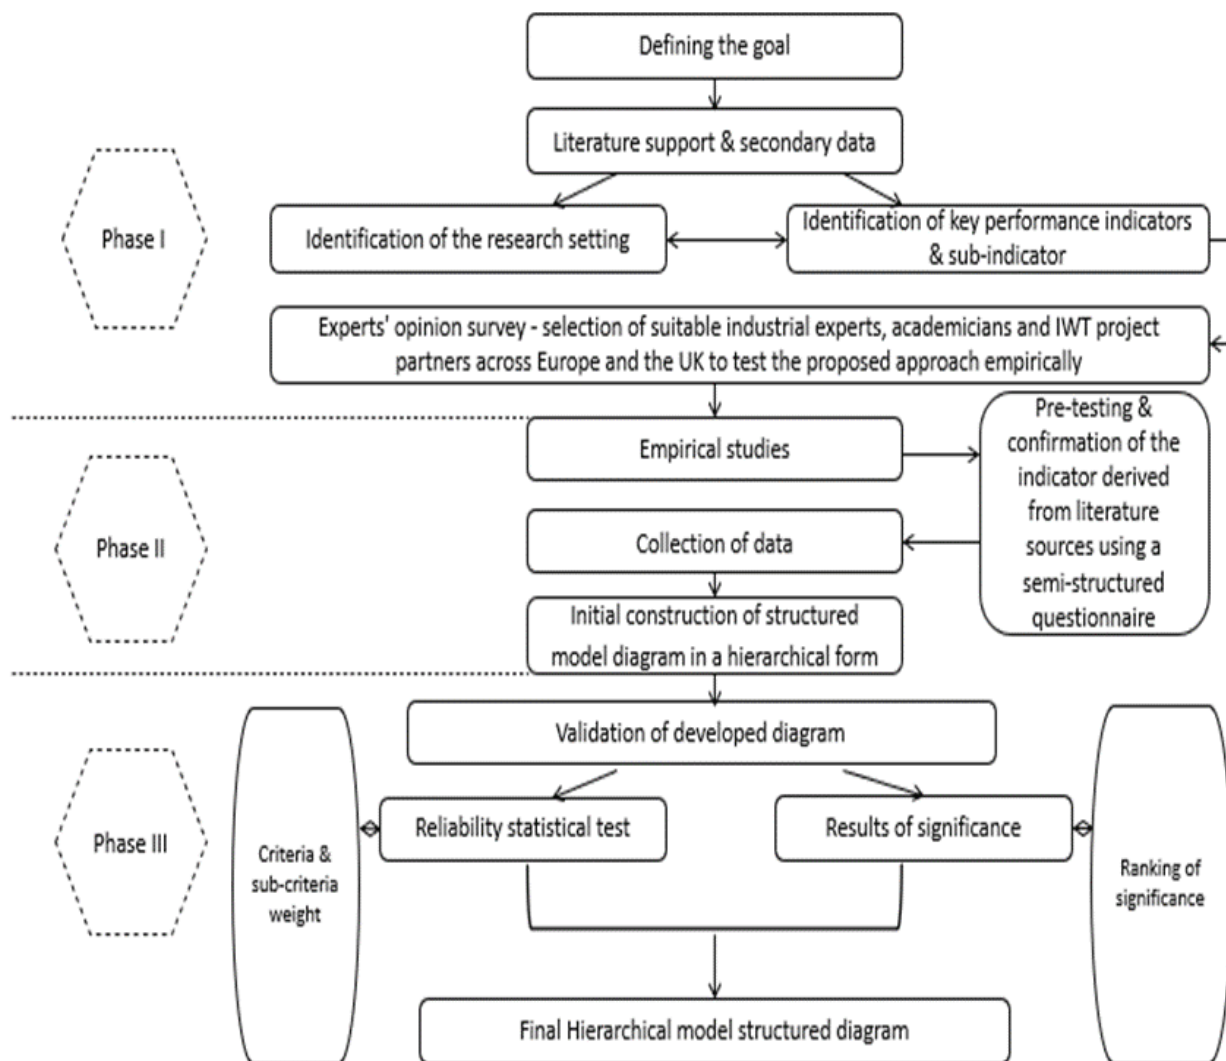 Defining the goal
Literature support & secondary data
Phase I
Identification of the research setting
Identification of key performance indicators
& sub-indicator
Experts' opinion survey - selection of suitable industrial experts, academicians and IWT project
partners across Europe and the UK to test the proposed approach empirically
Phase II
Empirical studies
Pre-testing &
confirmation of the
indicator derived
from literature
sources using a
semi-structured
questionnaire
Collection of data
Initial construction of structured
model diagram in a hierarchical form
Phase III
Validation of developed diagram
Criteria &
sub-criteria
weight
Reliability statistical test
Results of significance
Ranking of
significance
Final Hierarchical model structured diagram